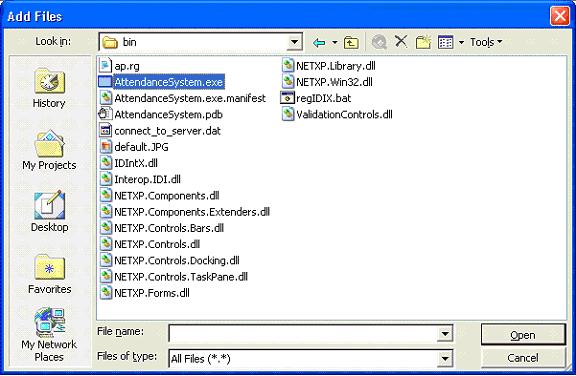 Add Files
Look in: bin Tools
History
My Projects
Desktop
Favorites
My Network
Places
ap.rg
AttendanceSystem.exe
AttendanceSystem.exe.manifest
AttendanceSystem.pdb
connect_to_server.dat
default.JPG
IDIntX.dll
Interop.IDI.dll
NETXP.Components.dll
NETXP.Components.Extenders.dll
NETXP.Controls.Bars.dll
NETXP.Controls.dll
NETXP.Controls.Docking.dll
NETXP.Controls.TaskPane.dll
NETXP.Forms.dll
NETXP.Library.dll
NETXP.Win32.dll
regIDIX.bat
ValidationControls.dll
File name: Open
Files of type: All Files (*.*) Cancel